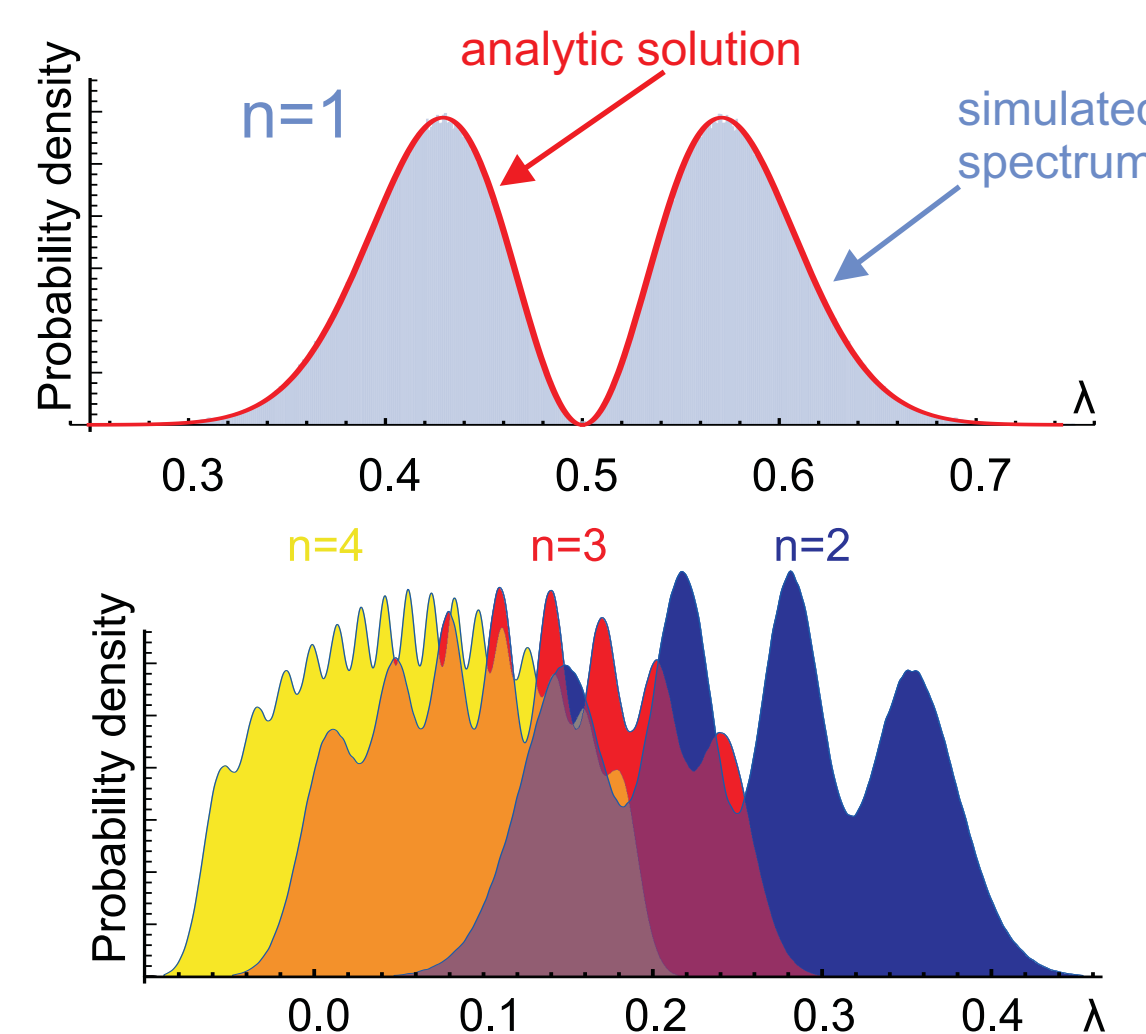 analytic solution
n=1
simulated
spectrum
Probability density
λ
0.3 0.4 0.5 0.6 0.7
n=4 n=3 n=2
Probability density
0.0 0.1 0.2 0.3 0.4 λ